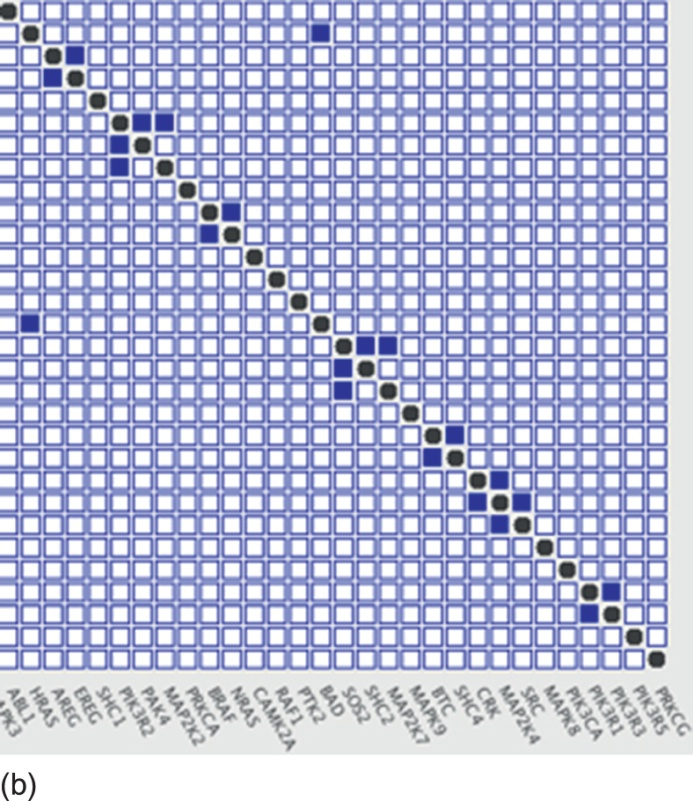 APK3
ABL1
HRAS
AREG
EREG
SHC1
PIK3R2
PAK4
MAP2K2
PRKCA
BRAF
NRAS
CAMK2A
RAF1
PTK2
BAD
SOS2
SHC2
MAP2K7
MAPK9
BTC
SHC4
CRK
MAP2K4
SRC
MAPK8
PIK3CA
PIK3R1
PIK3R3
PIK3R5
PRKCG
(b)